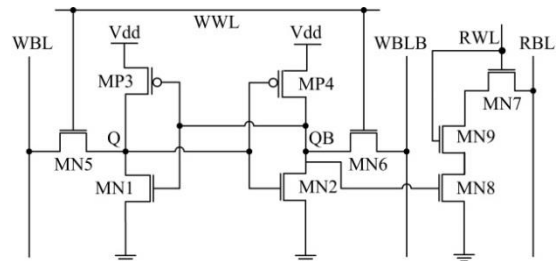 WWL
WBL
Vdd
Vdd
WBLB
RWL
RBL
MP3
MP4
MN7
Q
QB
MN9
MN5
MN6
MN1
MN2
MN8